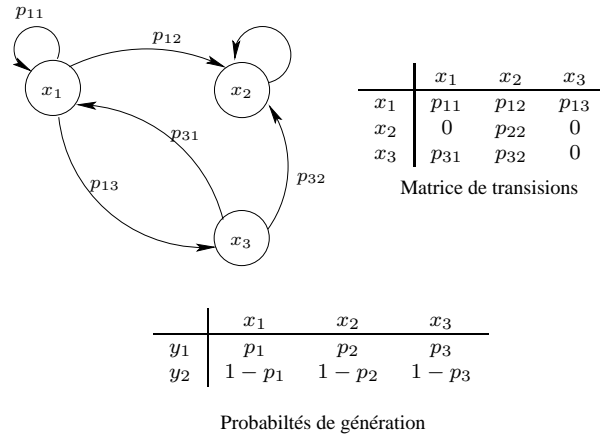 p11
p12
x1
x2
p31
p13
p32
x3
x1 x2 x3
x1 p11 p12 p13
x2 0 p22 0
x3 p31 p32 0
Matrice de transisions
x1 x2 x3
y1 p1 p2 p3
y2 1 − p1 1 − p2 1 − p3
Probabiltés de génération